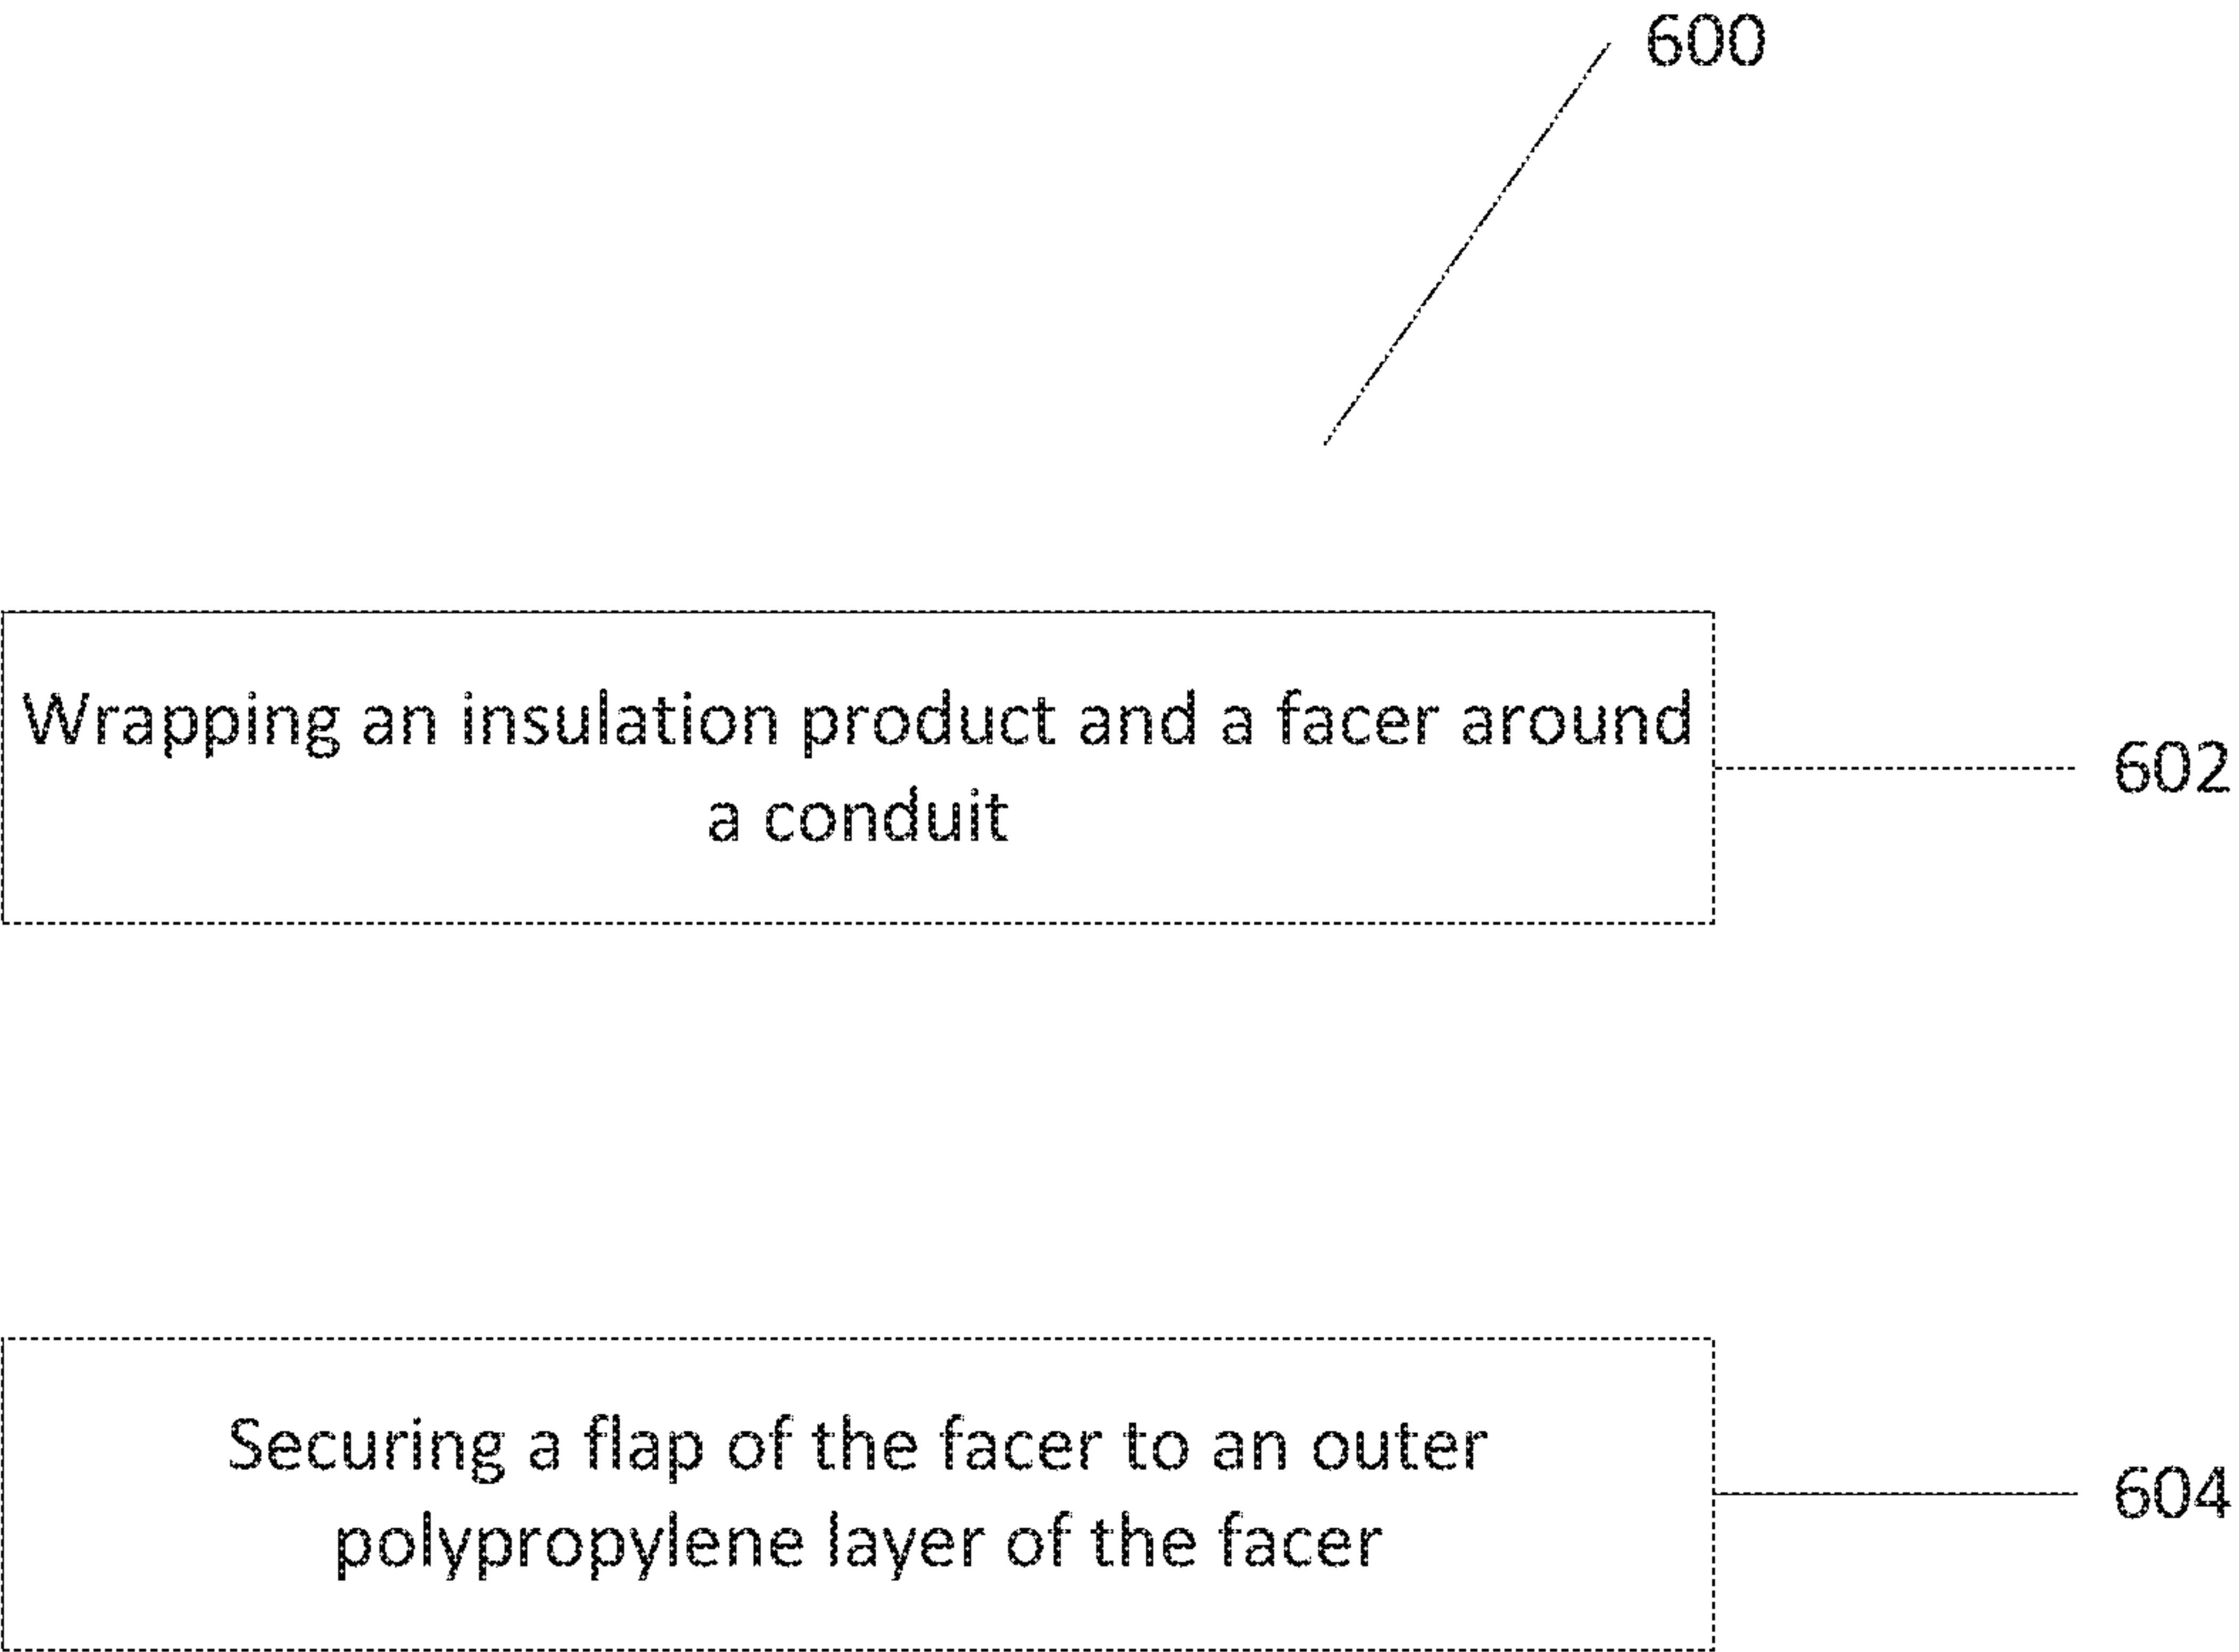 600
Wrapping an insulation product and a facer around
a conduit
602
Securing a flap of the facer to an outer
polypropylene layer of the facer
604